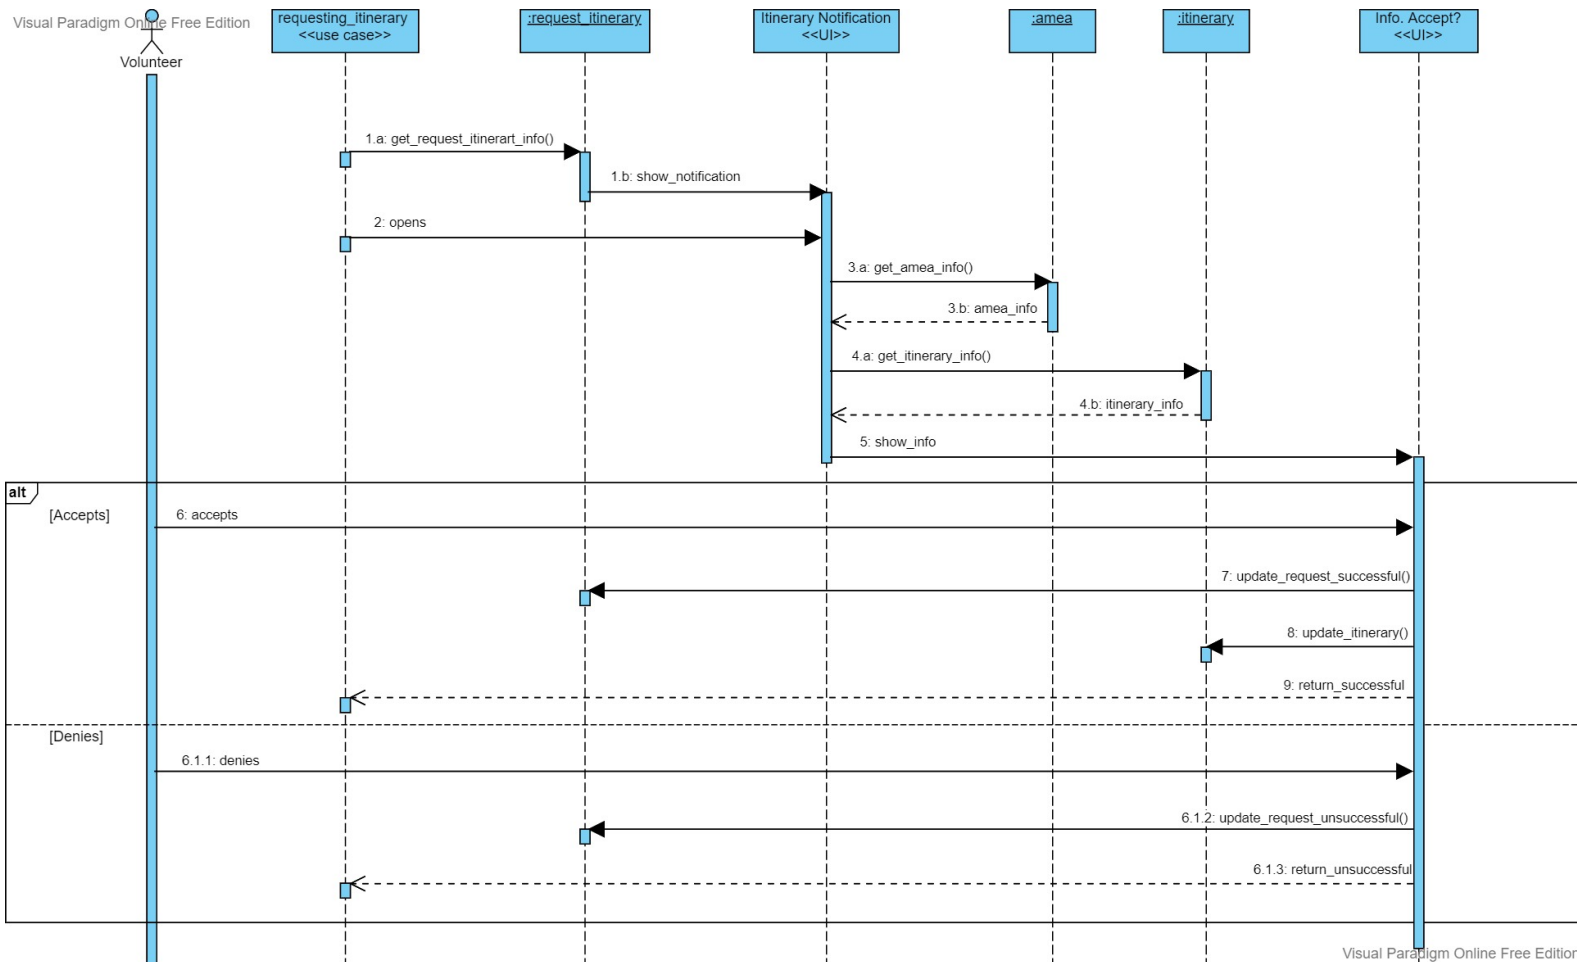 Visual Paradigm Online Free Edition
Volunteer
requesting_itinerary
<<use case>>
:request_itinerary
Itinerary Notification
<<UI>>
:amea
:itinerary
Info. Accept?
<<UI>>
1.a: get_request_itinerart_info()
1.b: show_notification
2: opens
3.a: get_amea_info()
3.b: amea_info
4.a: get_itinerary_info()
4.b: itinerary_info
5: show_info
alt
[Accepts]
6: accepts
7: update_request_successful()
8: update_itinerary()
9: return_successful
[Denies]
6.1.1: denies
6.1.2: update_request_unsuccessful()
6.1.3: return_unsuccessful
Visual Paradigm Online Free Edition